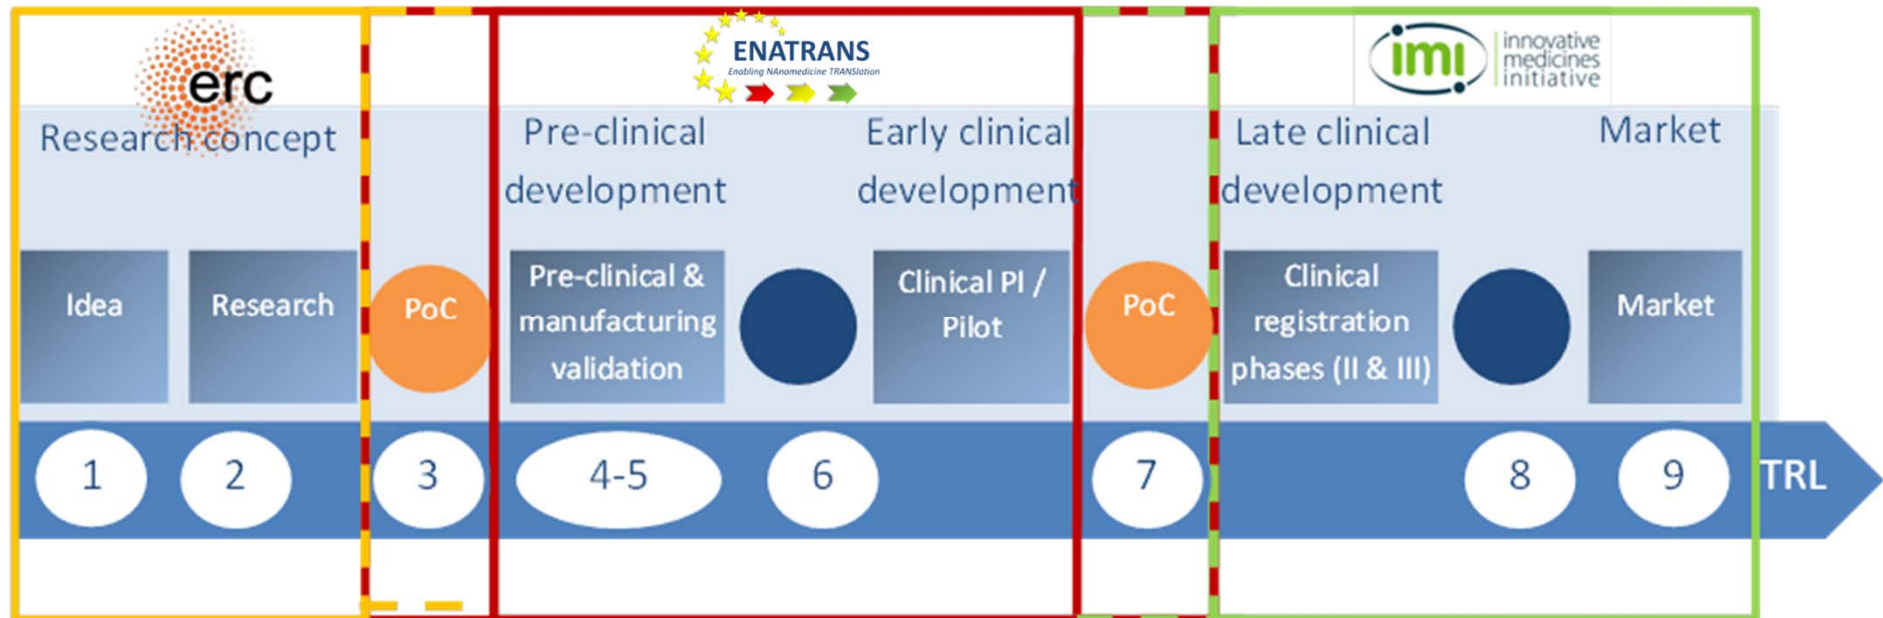 erc
ENATRANS
Enabling NAnomedicine TRANSlation
imi
innovative
medicines
initiative
Research concept
Pre-clinical
development
Early clinical
development
Late clinical
development
Market
Idea
Research
PoC
Pre-clinical &
manufacturing
validation
Clinical PI /
Pilot
PoC
Clinical
registration
phases (II & III)
Market
1
2
3
4-5
6
7
8
9
TRL